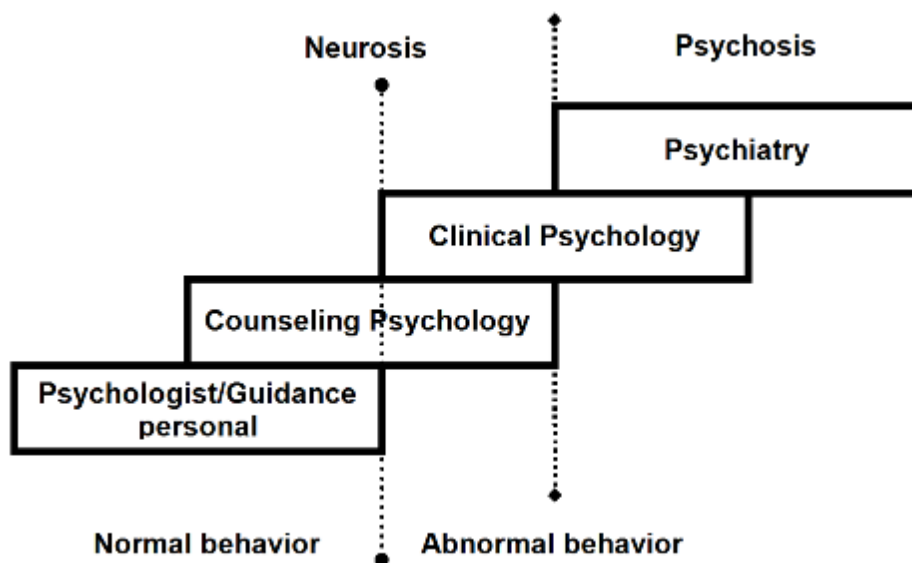 Neurosis
Psychosis
Psychiatry
Clinical Psychology
Counseling Psychology
Psychologist/Guidance
personal
Normal behavior
Abnormal behavior